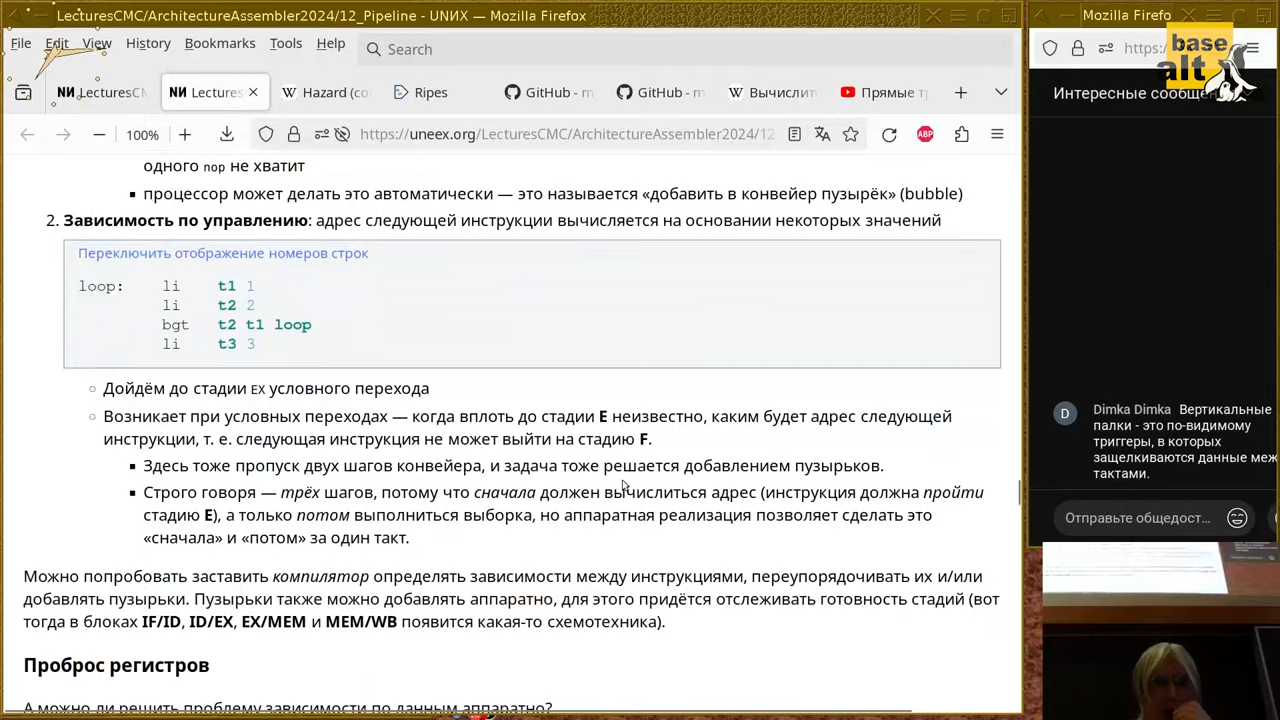 LecturesCMC/ArchitectureAssembler2024/12_Pipeline - UNИX — Mozilla Firefox
Mozilla Firefo
File Edit View History Bookmarks Tools Help
Search
https:
base
alt
ИИ LecturesCM
ИИ Lectures
Hazard (co
Ripes
GitHub - m
GitHub - m
Вычислит
Прямые т
Интересные сообщен
100%
https://uneex.org/LecturesCMC/ArchitectureAssembler2024/12
ABP
одного nop не хватит
процессор может делать это автоматически — это называется «добавить в конвейер пузырёк» (bubble)
2. Зависимость по управлению: адрес следующей инструкции вычисляется на основании некоторых значений
Переключить отображение номеров строк
loop: li t1 1
li t2 2
bgt t2 t1 loop
li t3 3
Дойдём до стадии EX условного перехода
Возникает при условных переходах — когда вплоть до стадии E неизвестно, каким будет адрес следующей
инструкции, т. е. следующая инструкция не может выйти на стадию F.
Здесь тоже пропуск двух шагов конвейера, и задача тоже решается добавлением пузырьков.
Строго говоря — трёх шагов, потому что сначала должен вычислиться адрес (инструкция должна пройти
стадию E), а только потом выполниться выборка, но аппаратная реализация позволяет сделать это
«сначала» и «потом» за один такт.
Можно попробовать заставить компилятор определять зависимости между инструкциями, переупорядочивать их и/или
добавлять пузырьки. Пузырьки также можно добавлять аппаратно, для этого придётся отслеживать готовность стадий (вот
тогда в блоках IF/ID, ID/EX, EX/MEM и MEM/WB появится какая-то схемотехника).
Проброс регистров
А можно ли решить проблему зависимости по данным аппаратно?
D
Dimka Dimka Вертикальные
палки - это по-видимому
триггеры, в которых
защелкиваются данные меж
тактами.
Отправьте общедост...